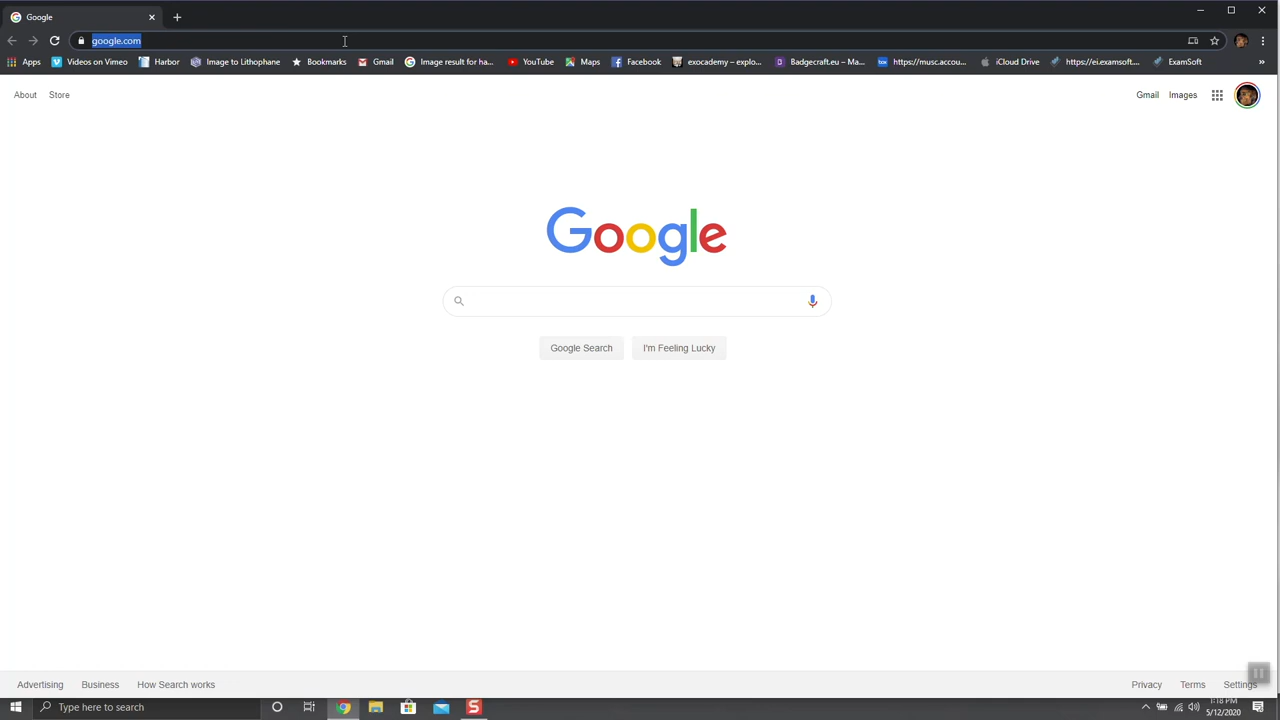 Google
google.com
Apps Videos on Vimeo Harbor Image to Lithophane Bookmarks Gmail Image result for ha... YouTube Maps Facebook exocademy – explo... Badgecraft.eu – Ma... box https://musc.accou... iCloud Drive https://ei.examsoft.... ExamSoft »
About Store Gmail Images
Google
Google Search I'm Feeling Lucky
Advertising Business How Search works Privacy Terms Settings
Type here to search S 1:18 PM
5/12/2020